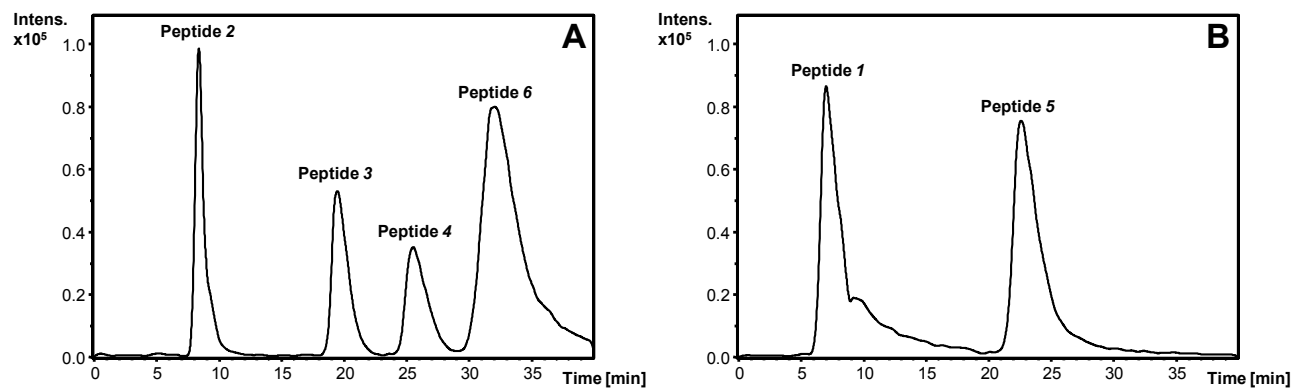 Intens.
x10⁵
A
Peptide 2
Peptide 6
Peptide 3
Peptide 4
1.0
0.8
0.6
0.4
0.2
0.0
0 5 10 15 20 25 30 35 Time [min]
Intens.
x10⁵
B
Peptide 1
Peptide 5
1.0
0.8
0.6
0.4
0.2
0.0
0 5 10 15 20 25 30 35 Time [min]